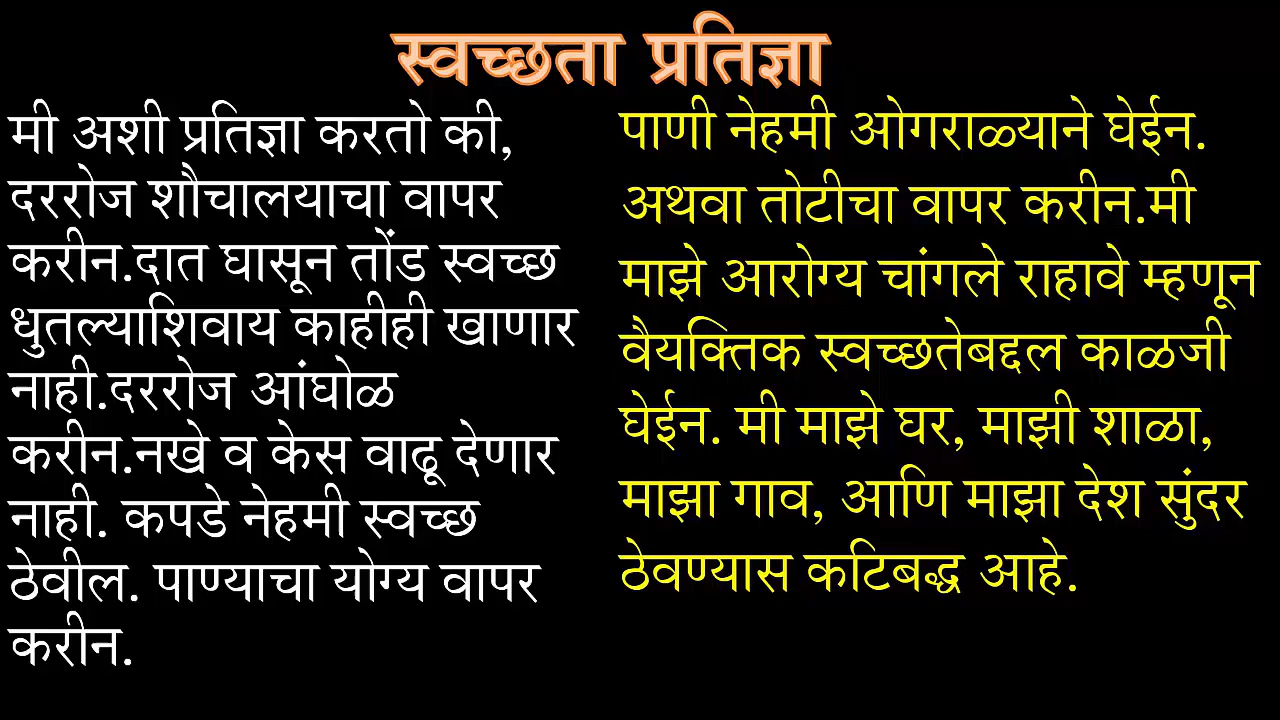 स्वच्छता प्रतिज्ञा
मी अशी प्रतिज्ञा करतो की,
दररोज शौचालयाचा वापर
करीन.दात घासून तोंड स्वच्छ
धुतल्याशिवाय काहीही खाणार
नाही.दररोज आंघोळ
करीन.नखे व केस वाढू देणार
नाही. कपडे नेहमी स्वच्छ
ठेवील. पाण्याचा योग्य वापर
करीन.
पाणी नेहमी ओगराळ्याने घेईन.
अथवा तोटीचा वापर करीन.मी
माझे आरोग्य चांगले राहावे म्हणून
वैयक्तिक स्वच्छतेबद्दल काळजी
घेईन. मी माझे घर, माझी शाळा,
माझा गाव, आणि माझा देश सुंदर
ठेवण्यास कटिबद्ध आहे.